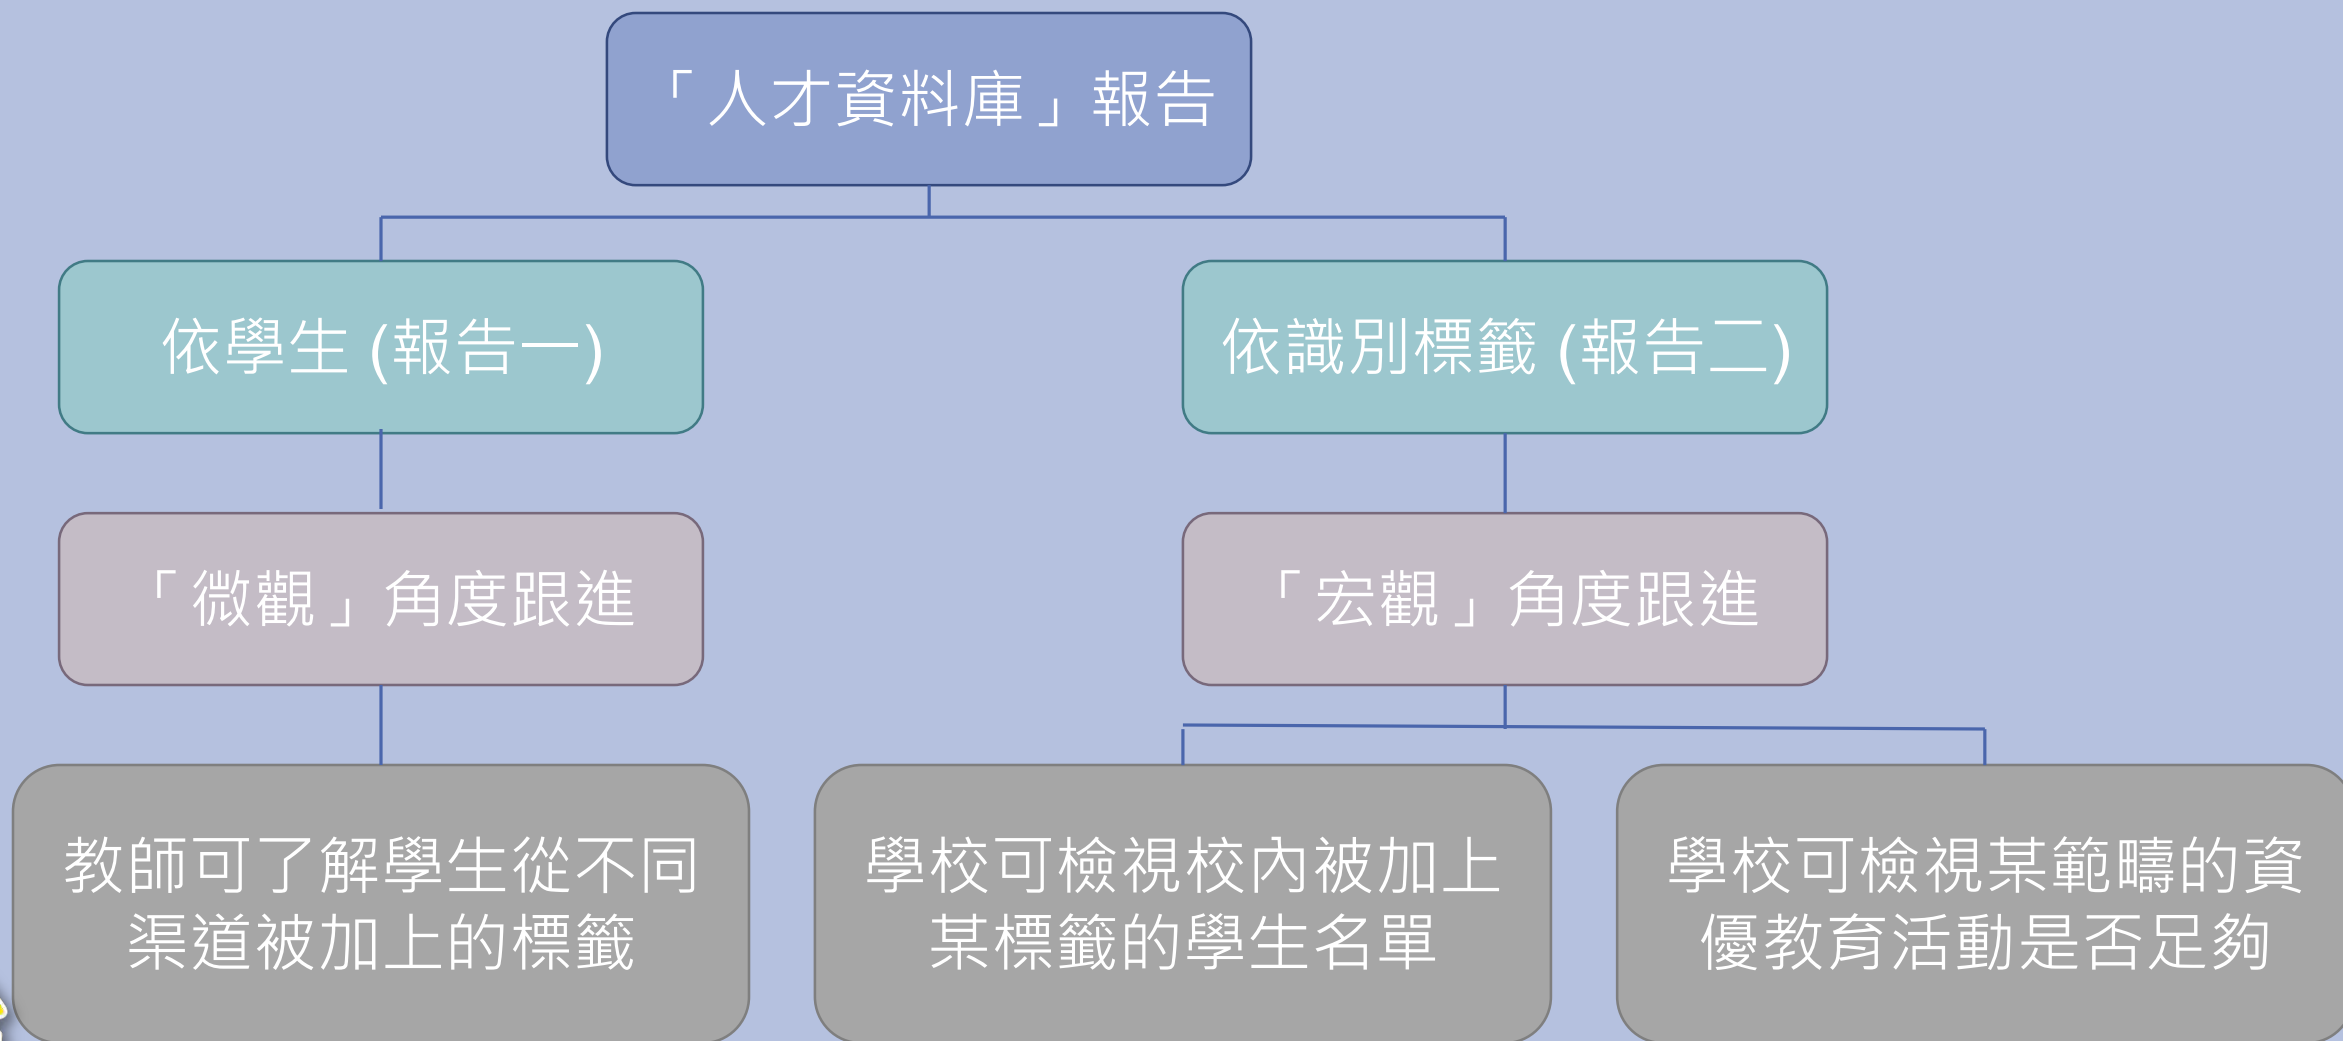 「人才資料庫」報告
依學生 (報告一)
依識別標籤 (報告二)
「微觀」角度跟進
「宏觀」角度跟進
教師可了解學生從不同
渠道被加上的標籤
學校可檢視校內被加上
某標籤的學生名單
學校可檢視某範疇的資
優教育活動是否足夠